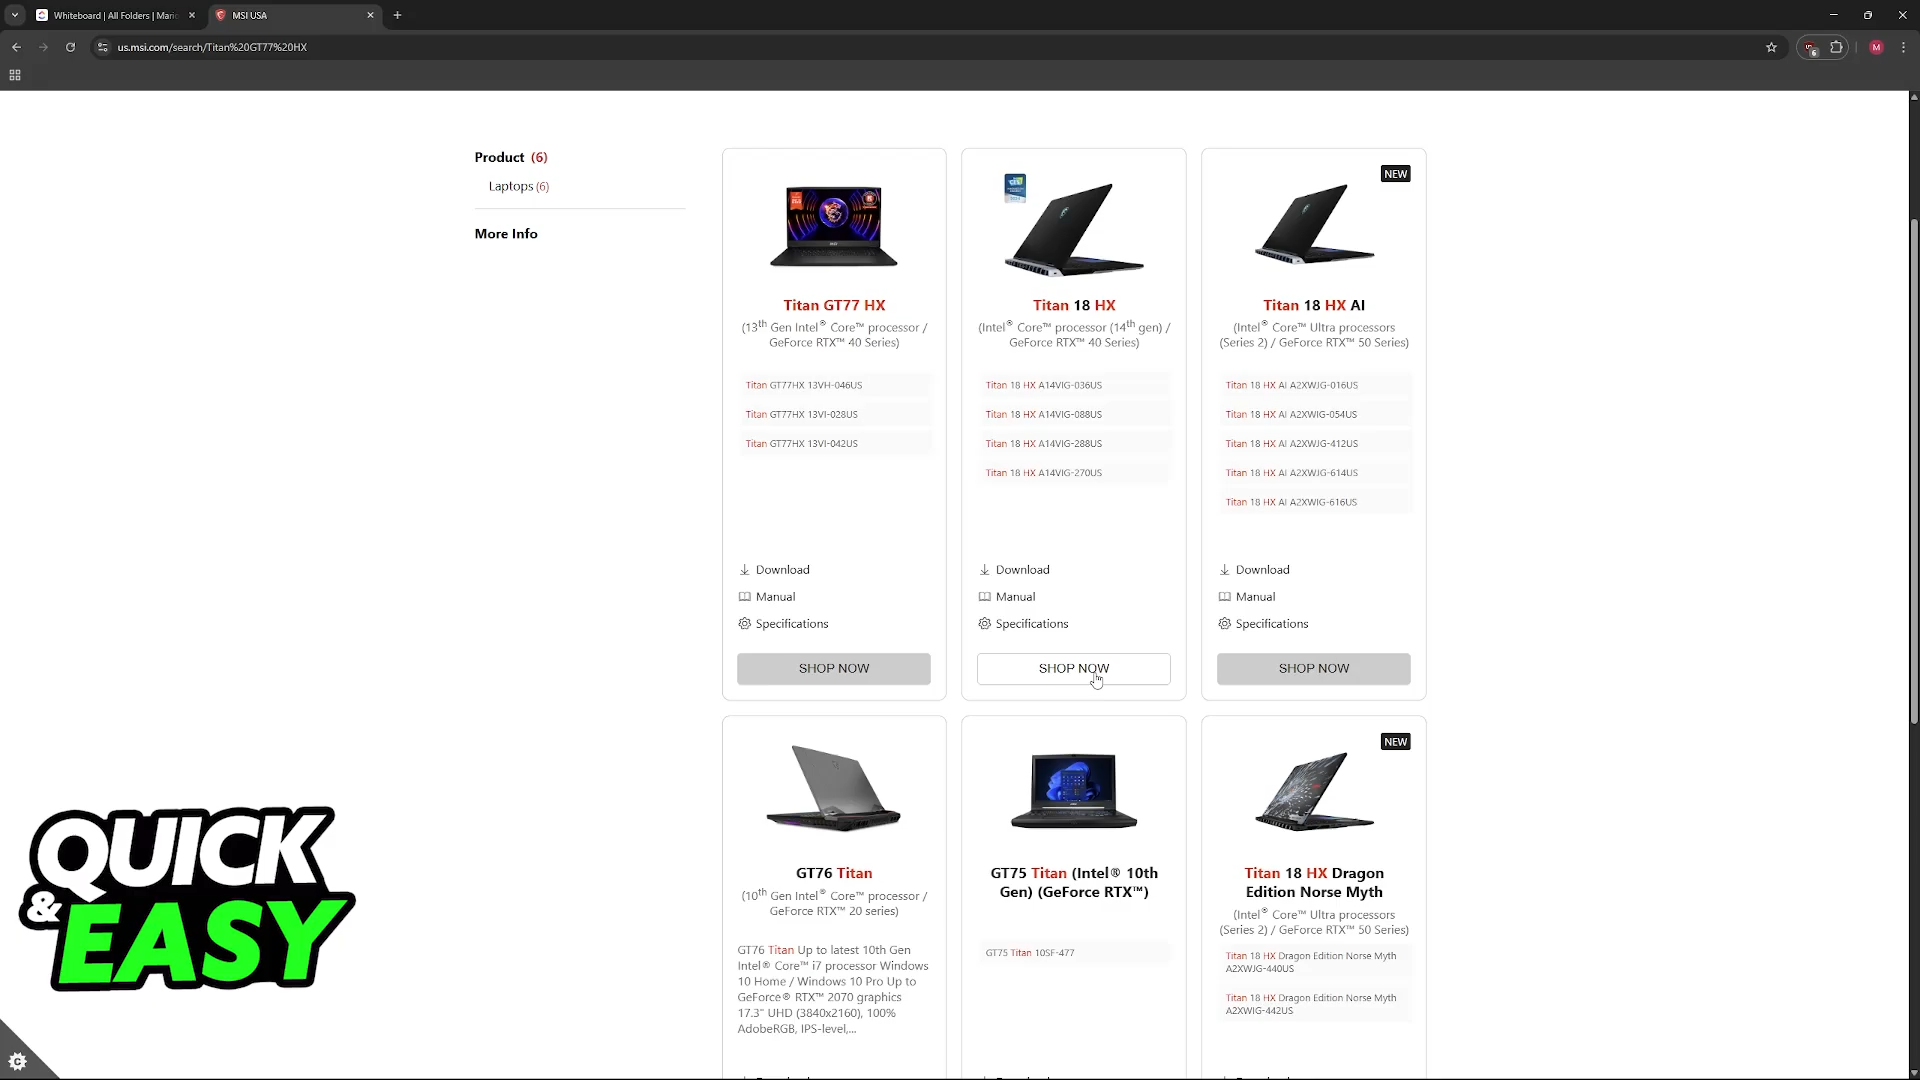 Whiteboard | All Folders | Mario
MSI USA
us.msi.com/search/Titan%20GT77%20HX
6
M
Product (6)
Laptops (6)
More Info
Titan GT77 HX
(13th Gen Intel® Core™ processor /
GeForce RTX™ 40 Series)
Titan GT77HX 13VH-046US
Titan GT77HX 13VI-028US
Titan GT77HX 13VI-042US
Download
Manual
Specifications
SHOP NOW
Titan 18 HX
(Intel® Core™ processor (14th gen) /
GeForce RTX™ 40 Series)
Titan 18 HX A14VIG-036US
Titan 18 HX A14VIG-088US
Titan 18 HX A14VIG-288US
Titan 18 HX A14VIG-270US
Download
Manual
Specifications
SHOP NOW
NEW
Titan 18 HX AI
(Intel® Core™ Ultra processors
(Series 2) / GeForce RTX™ 50 Series)
Titan 18 HX AI A2XWJG-016US
Titan 18 HX AI A2XWIG-054US
Titan 18 HX AI A2XWJG-412US
Titan 18 HX AI A2XWJG-614US
Titan 18 HX AI A2XWIG-616US
Download
Manual
Specifications
SHOP NOW
GT76 Titan
(10th Gen Intel® Core™ processor /
GeForce RTX™ 20 series)
GT76 Titan Up to latest 10th Gen
Intel® Core™ i7 processor Windows
10 Home / Windows 10 Pro Up to
GeForce® RTX™ 2070 graphics
17.3" UHD (3840x2160), 100%
AdobeRGB, IPS-level,...
GT75 Titan (Intel® 10th
Gen) (GeForce RTX™)
GT75 Titan 10SF-477
NEW
Titan 18 HX Dragon
Edition Norse Myth
(Intel® Core™ Ultra processors
(Series 2) / GeForce RTX™ 50 Series)
Titan 18 HX Dragon Edition Norse Myth
A2XWJG-440US
Titan 18 HX Dragon Edition Norse Myth
A2XWIG-442US
QUICK
& EASY